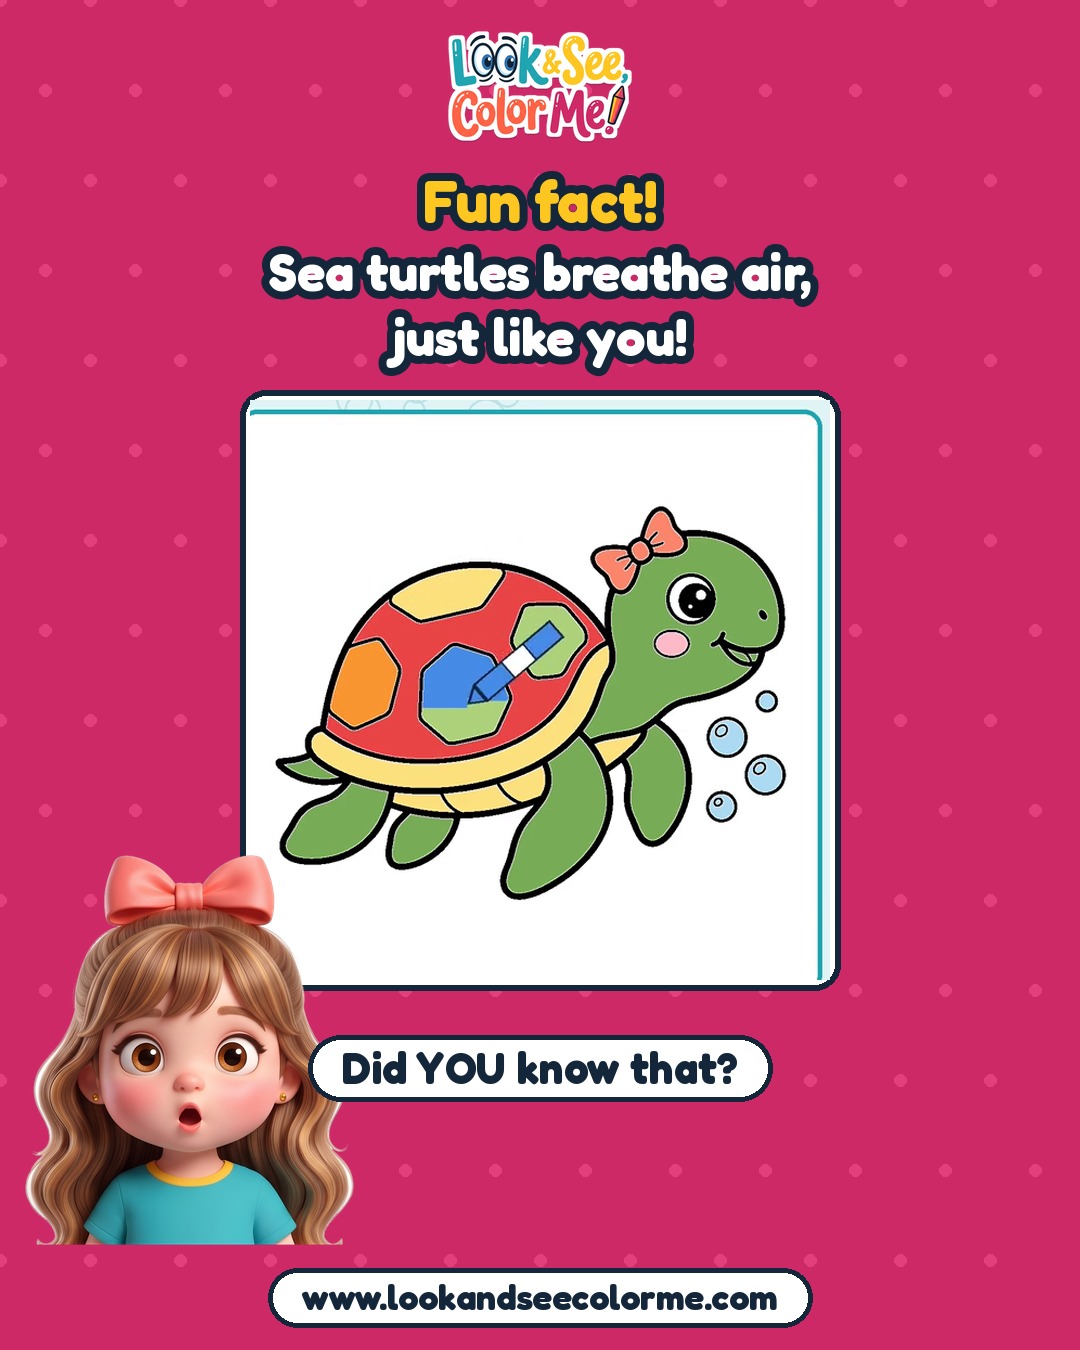 Look & See,
Color Me!
Fun fact!
Sea turtles breathe air,
just like you!
Did YOU know that?
www.lookandseecolorme.com